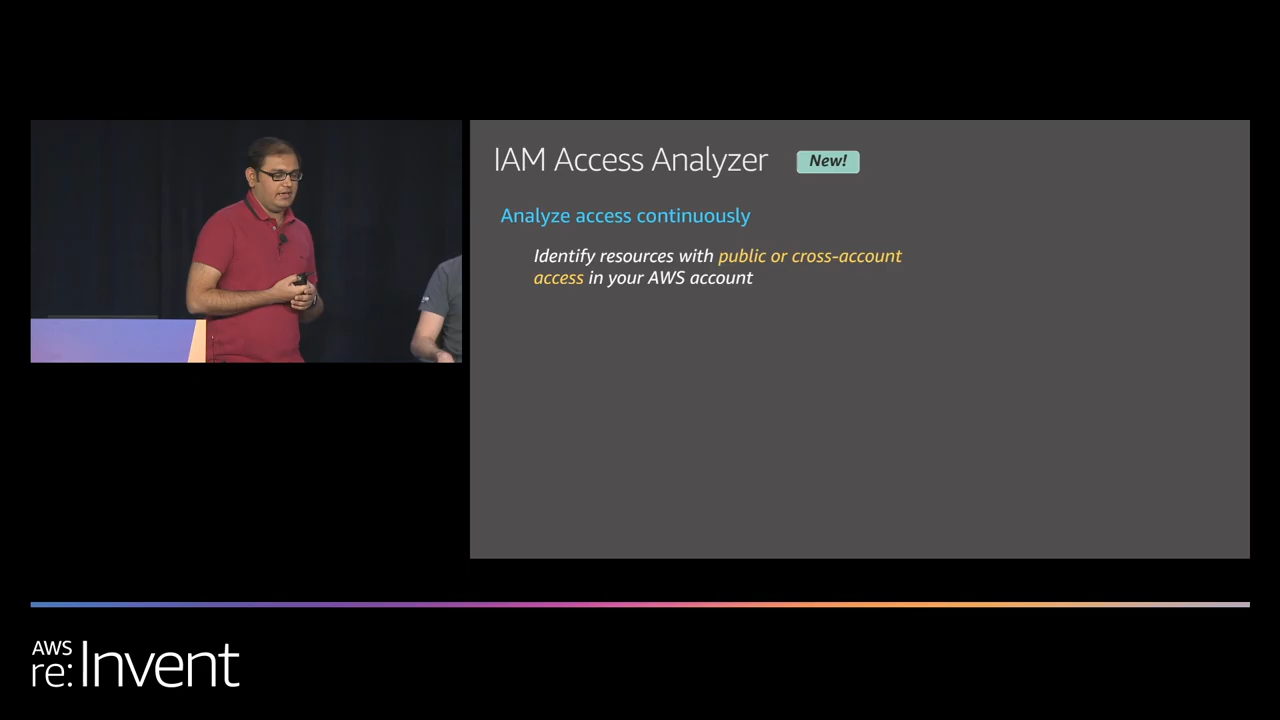 IAM Access Analyzer New!
Analyze access continuously
Identify resources with public or cross-account
access in your AWS account
AWS
re:Invent